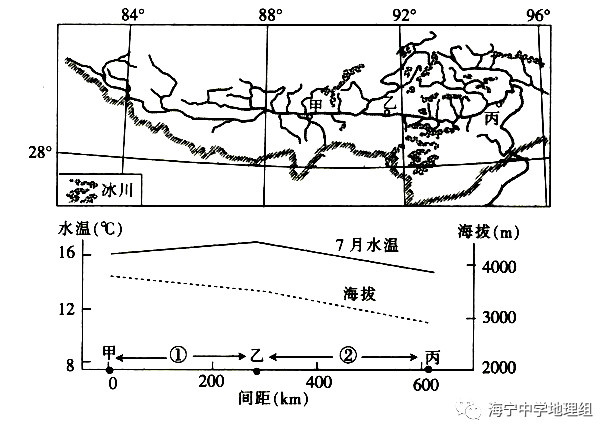 84° 88° 92° 96°
甲 乙 丙
28°
冰川
水温(℃) 海拔(m)
16 7月水温 4000
12 海拔 3000
甲 ① 乙 ② 丙
8 2000
0 200 400 600
间距(km)
海宁中学地理组